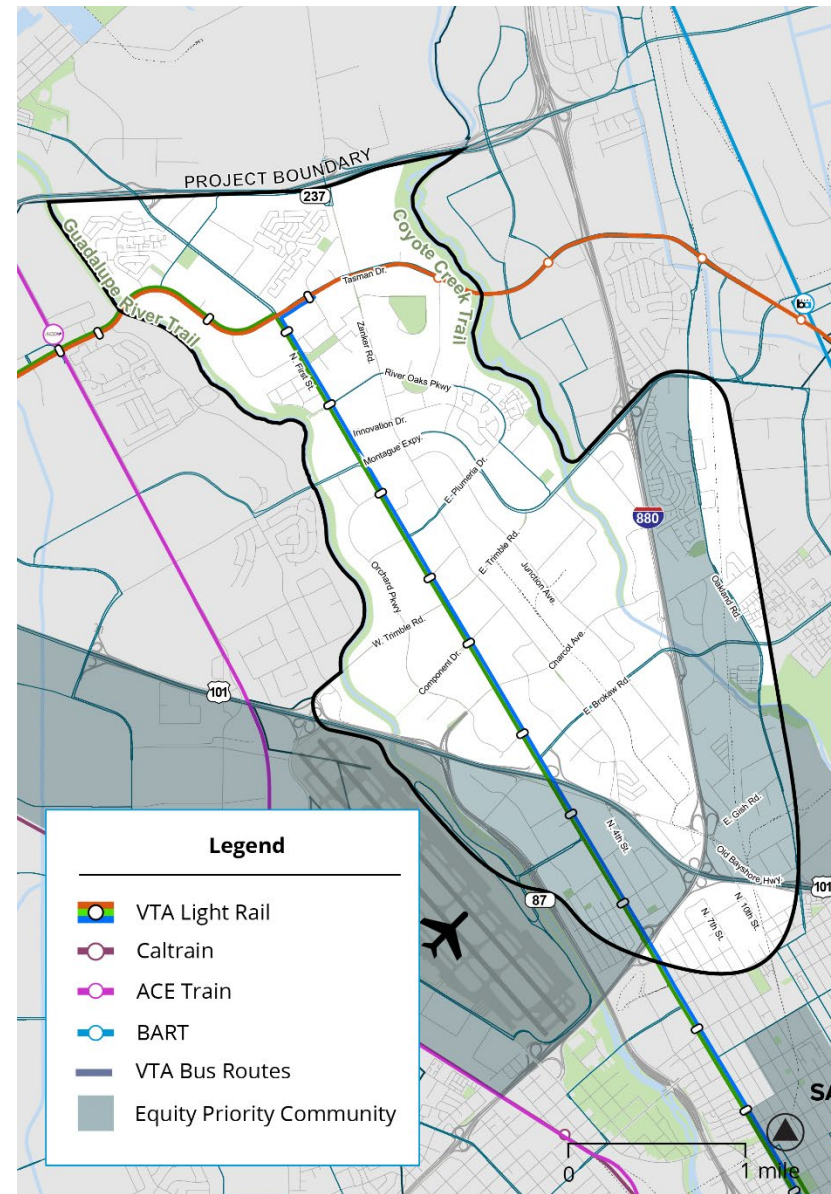 PROJECT BOUNDARY
237
Guadalupe River Trail
Coyote Creek Trail
Tasman Dr.
Zanker Rd.
N. First St.
River Oaks Pkwy
Innovation Dr.
Montague Expy.
E. Plumeria Dr.
880
E. Trimble Rd.
Junction Ave.
Orchard Pkwy
W. Trimble Rd.
Oakland Rd.
Charcot Ave.
Component Dr.
E. Brokaw Rd.
101
E. Gish Rd.
N. 4th St.
Old Bayshore Hwy.
101
87
N. 7th St.
N. 10th St.
Legend
VTA Light Rail
Caltrain
ACE Train
BART
VTA Bus Routes
Equity Priority Community
SA
0 1 mile